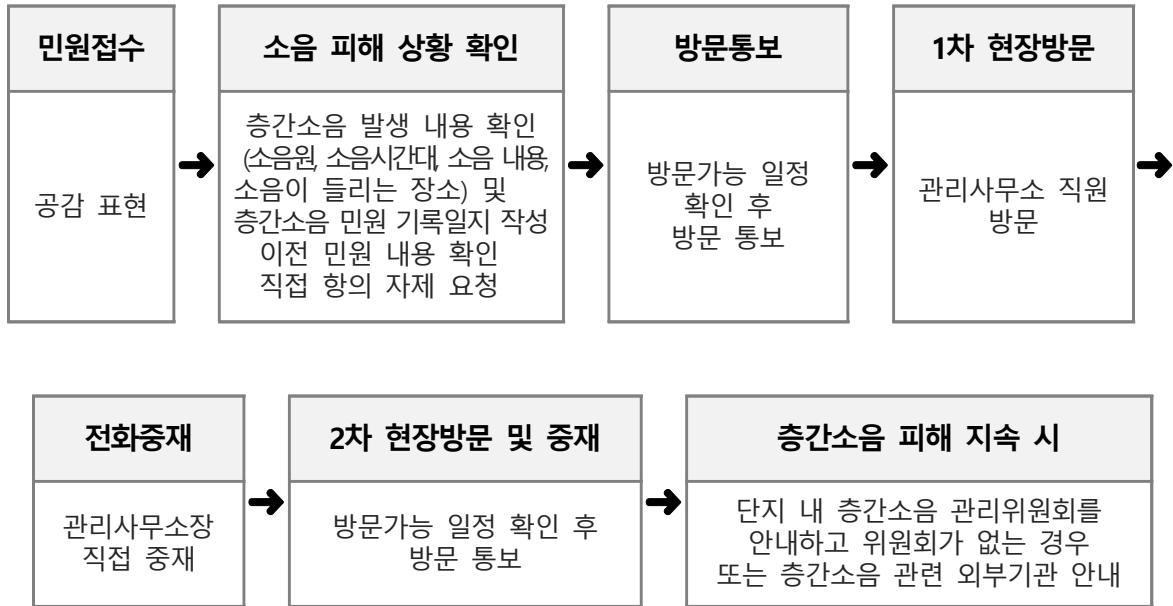 민원접수
공감 표현
소음 피해 상황 확인
층간소음 발생 내용 확인
(소음원, 소음시간대, 소음 내용,
소음이 들리는 장소) 및
층간소음 민원 기록일지 작성
이전 민원 내용 확인
직접 항의 자제 요청
방문통보
방문가능 일정
확인 후
방문 통보
1차 현장방문
관리사무소 직원
방문
전화중재
관리사무소장
직접 중재
2차 현장방문 및 중재
방문가능 일정 확인 후
방문 통보
층간소음 피해 지속 시
단지 내 층간소음 관리위원회를
안내하고 위원회가 없는 경우
또는 층간소음 관련 외부기관 안내